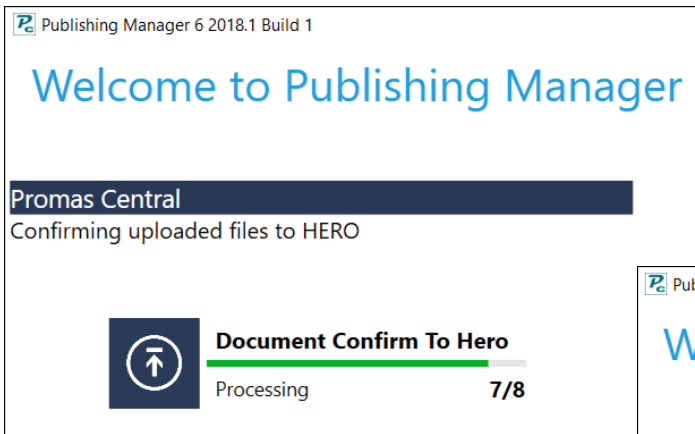 Publishing Manager 6 2018.1 Build 1
Welcome to Publishing Manager
Promas Central
Confirming uploaded files to HERO
Document Confirm To Hero
Processing 7/8